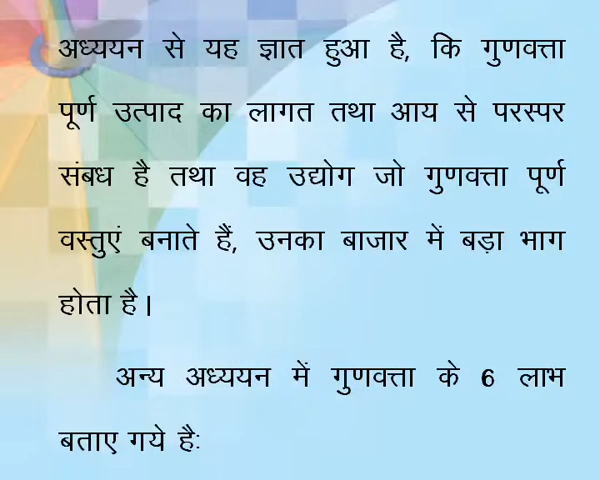 अध्ययन से यह ज्ञात हुआ है, कि गुणवत्ता
पूर्ण उत्पाद का लागत तथा आय से परस्पर
संबध है तथा वह उद्योग जो गुणवत्ता पूर्ण
वस्तुएं बनाते हैं, उनका बाजार में बड़ा भाग
होता है।
अन्य अध्ययन में गुणवत्ता के 6 लाभ
बताए गये है: